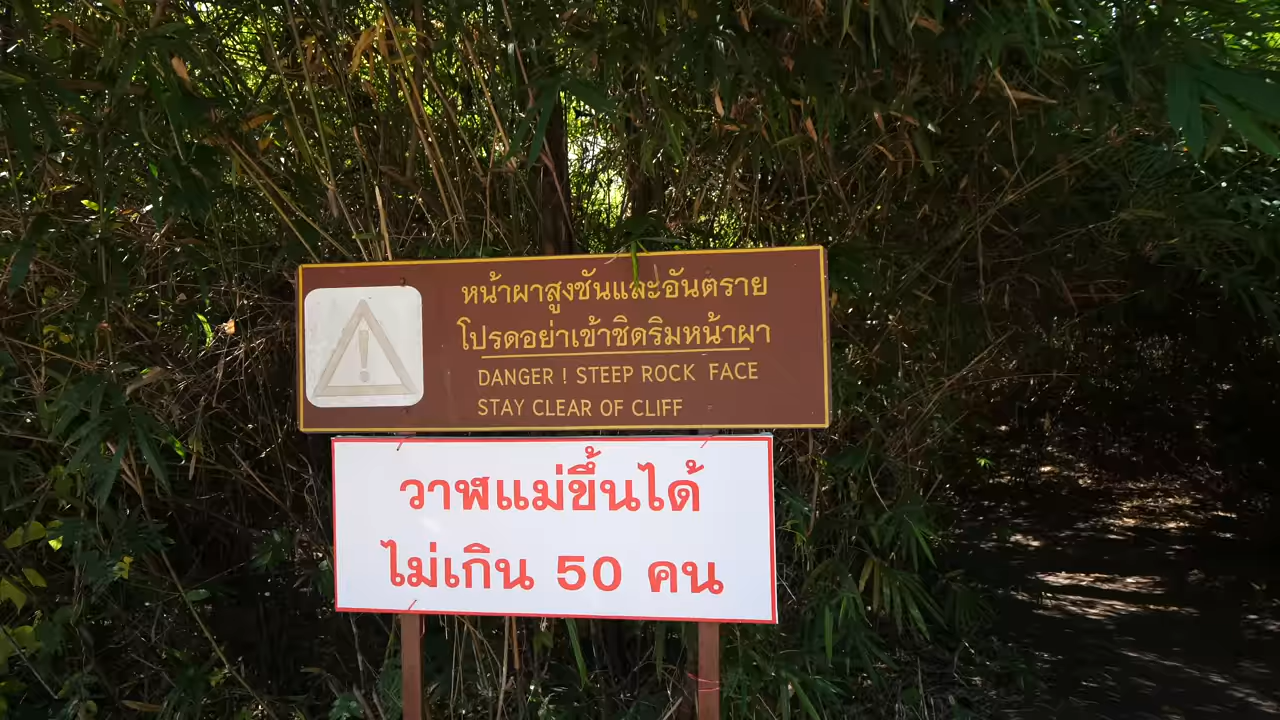 หน้าผาสูงชันและอันตราย
โปรดอย่าเข้าชิดริมหน้าผา
DANGER ! STEEP ROCK FACE
STAY CLEAR OF CLIFF
วาฬแม่ขึ้นได้
ไม่เกิน 50 คน